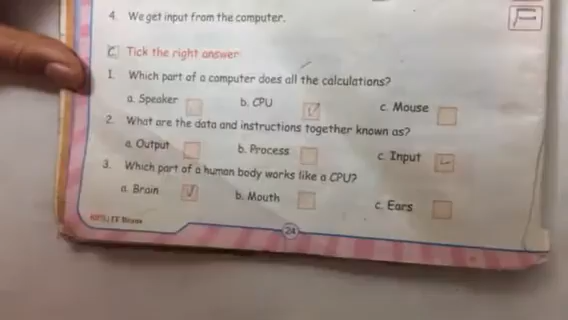 4. We get input from the computer.
C Tick the right answer
1. Which part of a computer does all the calculations?
a. Speaker b. CPU c. Mouse
2. What are the data and instructions together known as?
a. Output b. Process c. Input
3. Which part of a human body works like a CPU?
a. Brain b. Mouth c. Ears
24